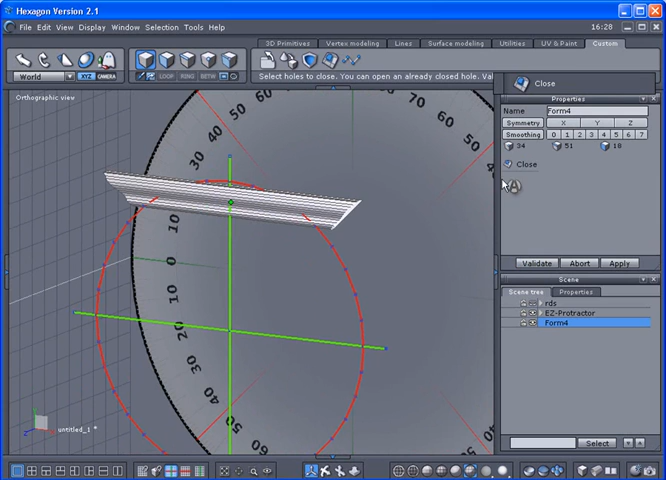 Hexagon Version 2.1
File Edit View Display Window Selection Tools Help
16:28
3D Primitives Vertex modeling Lines Surface modeling Utilities UV & Paint Custom
World
XYZ CAMERA
LOOP RING BETW
Select holes to close. You can open an already closed hole. Val
Close
Orthographic view
Properties
Name Form4
Symmetry X Y Z
Smoothing 0 1 2 3 4 5 6 7
34 51 18
Close
Validate Abort Apply
Scene
Scene tree Properties
rds
EZ-Protractor
Form4
60
50
40
30
10
0
10
20
30
40
50
60
60
50
untitled_1 *
Select